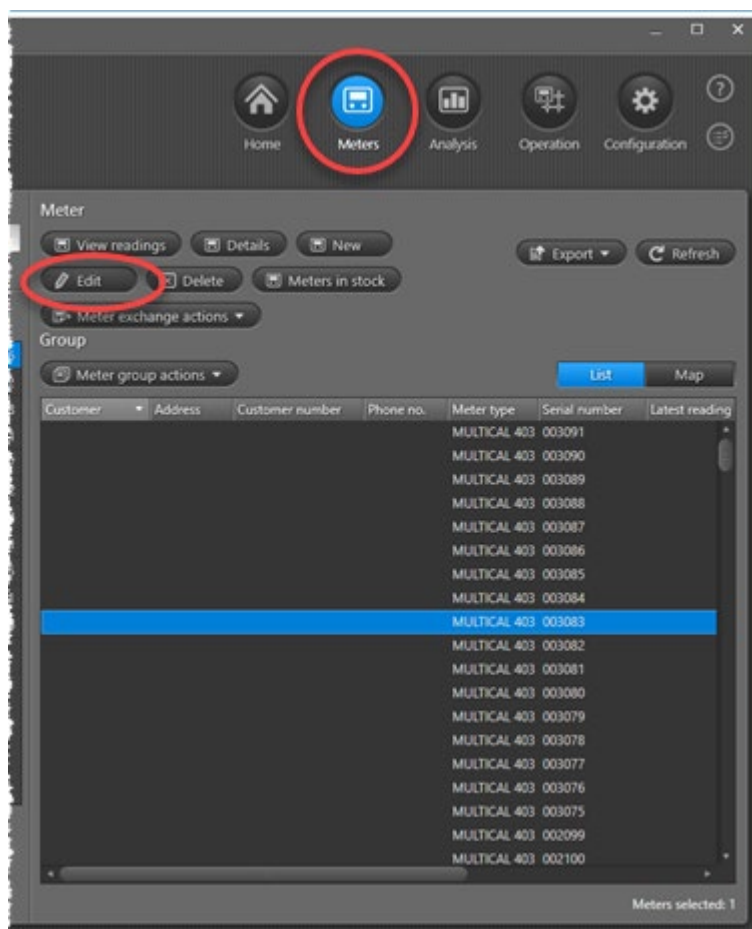 Home Meters Analysis Operation Configuration
Meter
View readings Details New
Export Refresh
Edit Delete Meters in stock
Meter exchange actions
Group
Meter group actions
List Map
Customer Address Customer number Phone no. Meter type Serial number Latest reading
MULTICAL 403 003091
MULTICAL 403 003090
MULTICAL 403 003089
MULTICAL 403 003088
MULTICAL 403 003087
MULTICAL 403 003086
MULTICAL 403 003085
MULTICAL 403 003084
MULTICAL 403 003083
MULTICAL 403 003082
MULTICAL 403 003081
MULTICAL 403 003080
MULTICAL 403 003079
MULTICAL 403 003078
MULTICAL 403 003077
MULTICAL 403 003076
MULTICAL 403 003075
MULTICAL 403 002099
MULTICAL 403 002100
Meters selected: 1